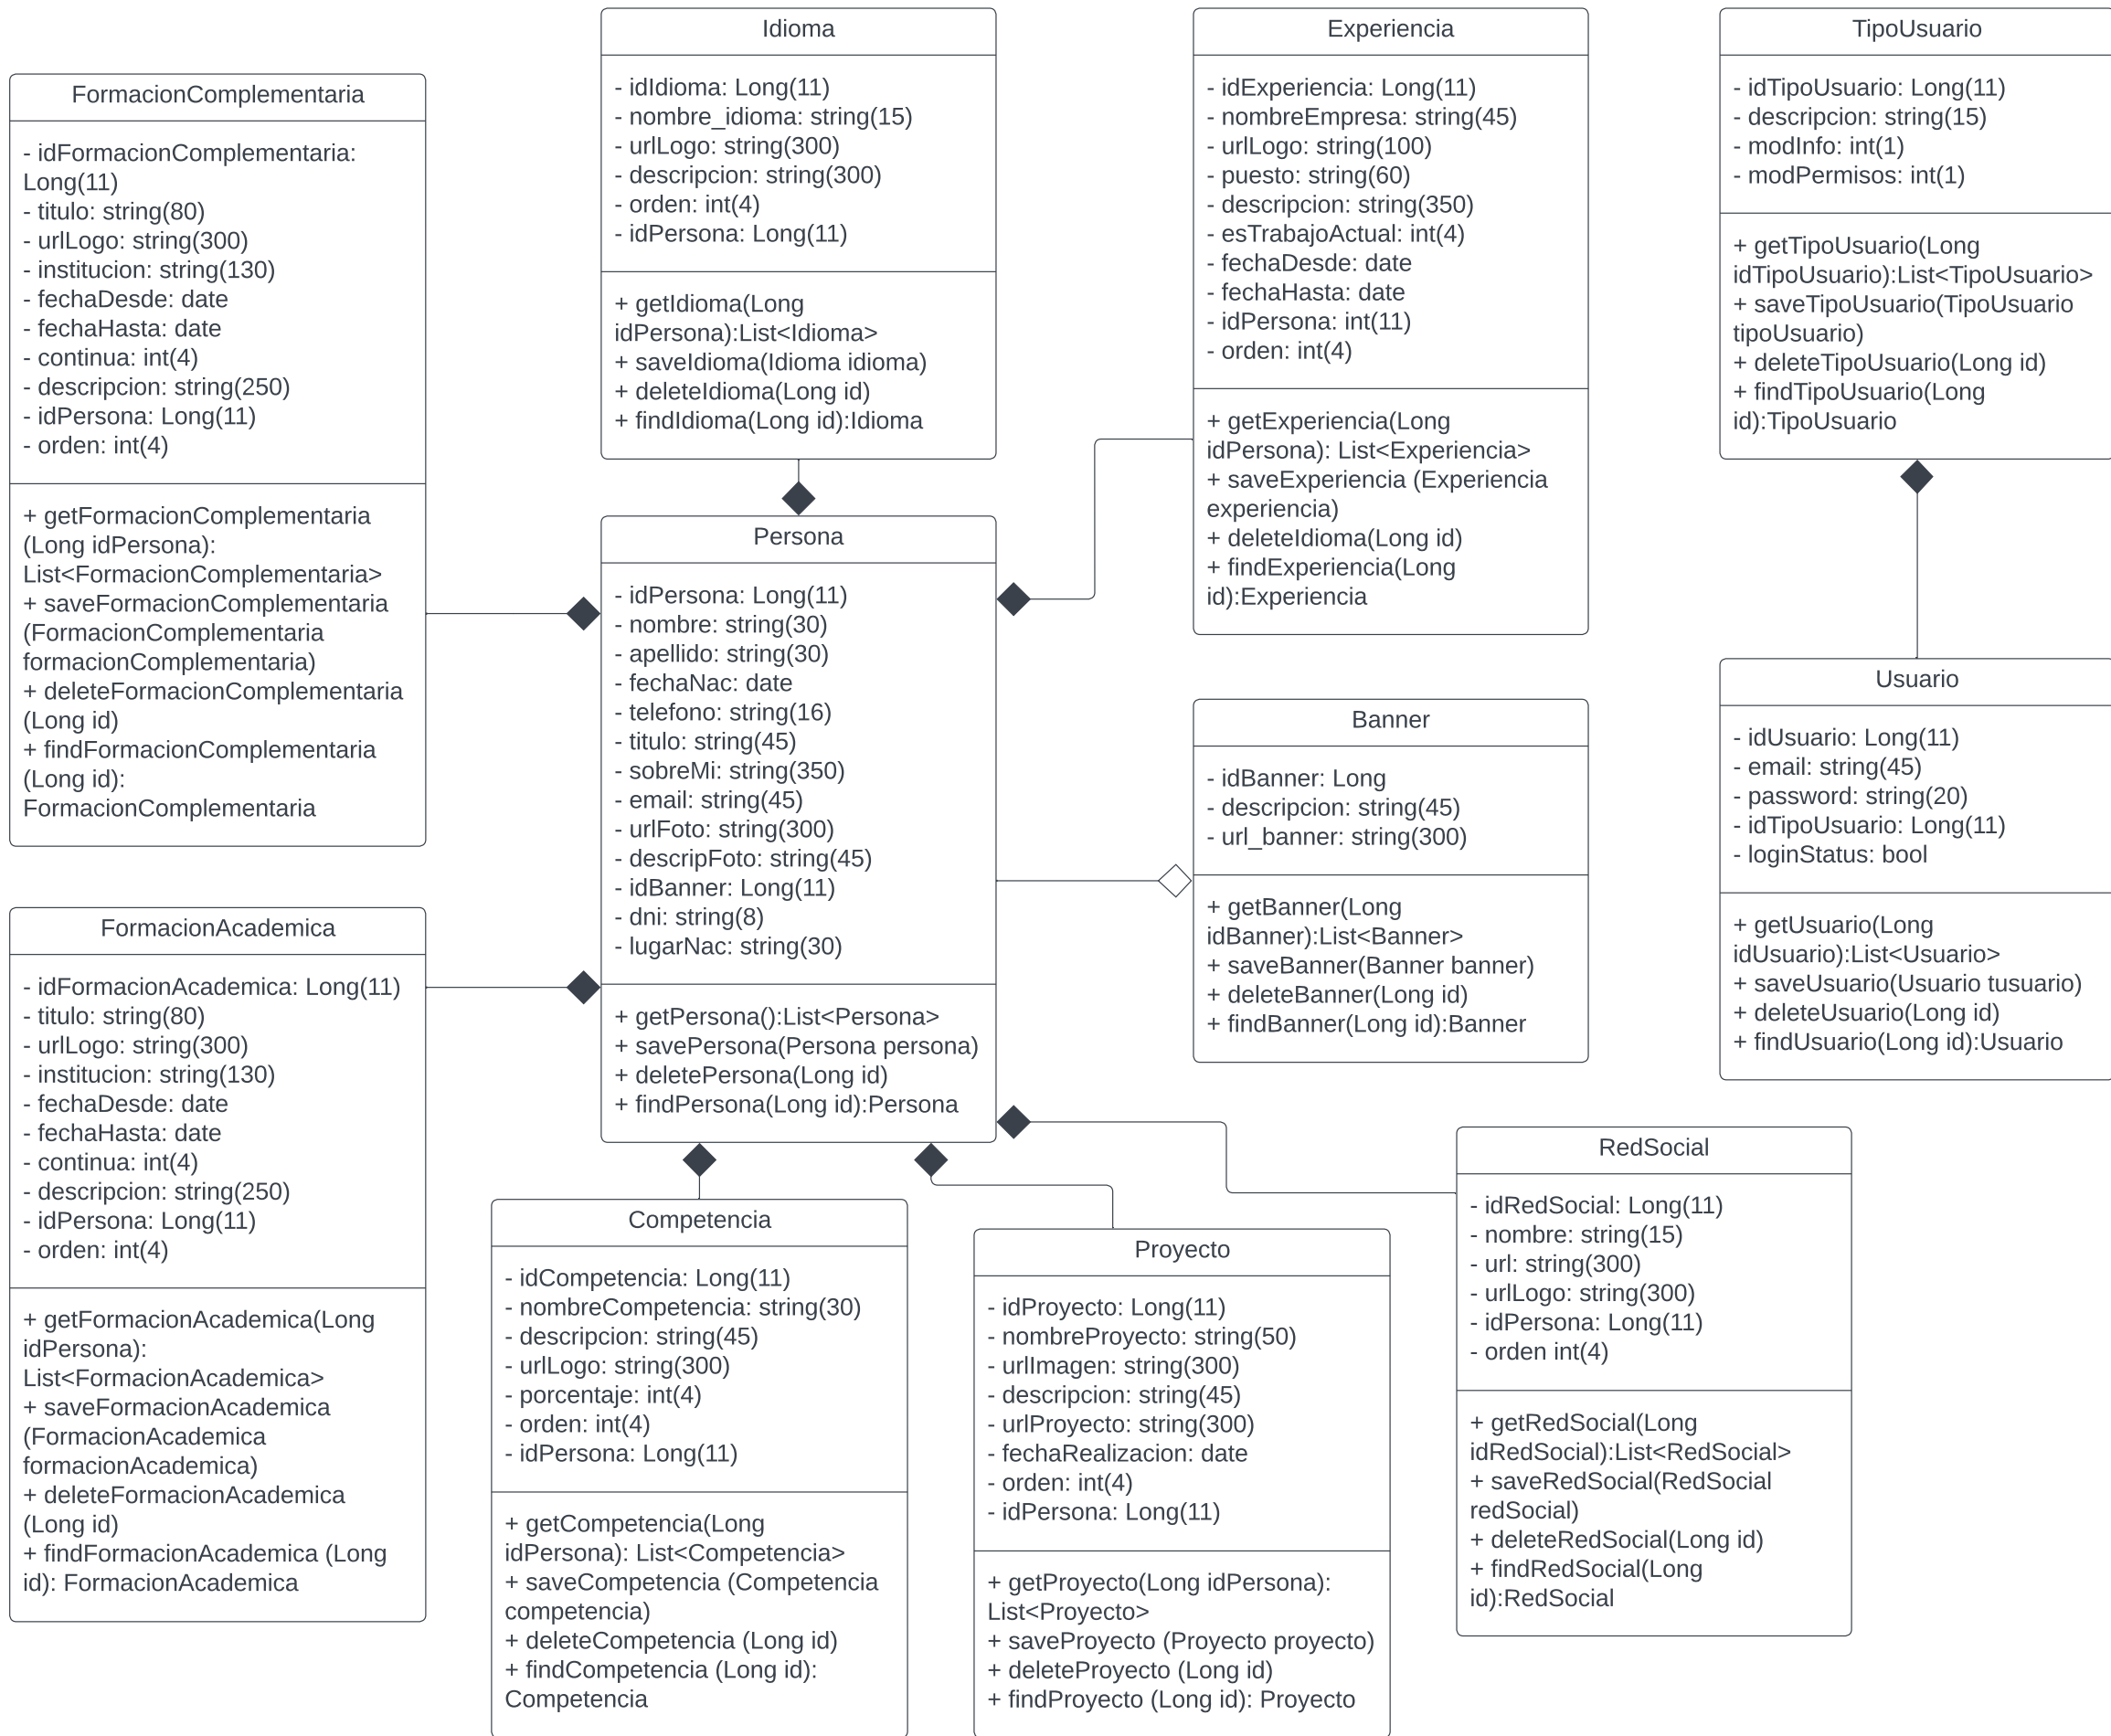 Idioma
- idIdioma: Long(11)
- nombre_idioma: string(15)
- urlLogo: string(300)
- descripcion: string(300)
- orden: int(4)
- idPersona: Long(11)
+ getIdioma(Long
idPersona):List<Idioma>
+ saveIdioma(Idioma idioma)
+ deleteIdioma(Long id)
+ findIdioma(Long id):Idioma
Experiencia
- idExperiencia: Long(11)
- nombreEmpresa: string(45)
- urlLogo: string(100)
- puesto: string(60)
- descripcion: string(350)
- esTrabajoActual: int(4)
- fechaDesde: date
- fechaHasta: date
- idPersona: int(11)
- orden: int(4)
+ getExperiencia(Long
idPersona): List<Experiencia>
+ saveExperiencia (Experiencia
experiencia)
+ deleteIdioma(Long id)
+ findExperiencia(Long
id):Experiencia
TipoUsuario
- idTipoUsuario: Long(11)
- descripcion: string(15)
- modInfo: int(1)
- modPermisos: int(1)
+ getTipoUsuario(Long
idTipoUsuario):List<TipoUsuario>
+ saveTipoUsuario(TipoUsuario
tipoUsuario)
+ deleteTipoUsuario(Long id)
+ findTipoUsuario(Long
id):TipoUsuario
FormacionComplementaria
- idFormacionComplementaria:
Long(11)
- titulo: string(80)
- urlLogo: string(300)
- institucion: string(130)
- fechaDesde: date
- fechaHasta: date
- continua: int(4)
- descripcion: string(250)
- idPersona: Long(11)
- orden: int(4)
+ getFormacionComplementaria
(Long idPersona):
List<FormacionComplementaria>
+ saveFormacionComplementaria
(FormacionComplementaria
formacionComplementaria)
+ deleteFormacionComplementaria
(Long id)
+ findFormacionComplementaria
(Long id):
FormacionComplementaria
Persona
- idPersona: Long(11)
- nombre: string(30)
- apellido: string(30)
- fechaNac: date
- telefono: string(16)
- titulo: string(45)
- sobreMi: string(350)
- email: string(45)
- urlFoto: string(300)
- descripFoto: string(45)
- idBanner: Long(11)
- dni: string(8)
- lugarNac: string(30)
+ getPersona():List<Persona>
+ savePersona(Persona persona)
+ deletePersona(Long id)
+ findPersona(Long id):Persona
Banner
- idBanner: Long
- descripcion: string(45)
- url_banner: string(300)
+ getBanner(Long
idBanner):List<Banner>
+ saveBanner(Banner banner)
+ deleteBanner(Long id)
+ findBanner(Long id):Banner
Usuario
- idUsuario: Long(11)
- email: string(45)
- password: string(20)
- idTipoUsuario: Long(11)
- loginStatus: bool
+ getUsuario(Long
idUsuario):List<Usuario>
+ saveUsuario(Usuario tusuario)
+ deleteUsuario(Long id)
+ findUsuario(Long id):Usuario
FormacionAcademica
- idFormacionAcademica: Long(11)
- titulo: string(80)
- urlLogo: string(300)
- institucion: string(130)
- fechaDesde: date
- fechaHasta: date
- continua: int(4)
- descripcion: string(250)
- idPersona: Long(11)
- orden: int(4)
+ getFormacionAcademica(Long
idPersona):
List<FormacionAcademica>
+ saveFormacionAcademica
(FormacionAcademica
formacionAcademica)
+ deleteFormacionAcademica
(Long id)
+ findFormacionAcademica (Long
id): FormacionAcademica
Competencia
- idCompetencia: Long(11)
- nombreCompetencia: string(30)
- descripcion: string(45)
- urlLogo: string(300)
- porcentaje: int(4)
- orden: int(4)
- idPersona: Long(11)
+ getCompetencia(Long
idPersona): List<Competencia>
+ saveCompetencia (Competencia
competencia)
+ deleteCompetencia (Long id)
+ findCompetencia (Long id):
Competencia
Proyecto
- idProyecto: Long(11)
- nombreProyecto: string(50)
- urlImagen: string(300)
- descripcion: string(45)
- urlProyecto: string(300)
- fechaRealizacion: date
- orden: int(4)
- idPersona: Long(11)
+ getProyecto(Long idPersona):
List<Proyecto>
+ saveProyecto (Proyecto proyecto)
+ deleteProyecto (Long id)
+ findProyecto (Long id): Proyecto
RedSocial
- idRedSocial: Long(11)
- nombre: string(15)
- url: string(300)
- urlLogo: string(300)
- idPersona: Long(11)
- orden int(4)
+ getRedSocial(Long
idRedSocial):List<RedSocial>
+ saveRedSocial(RedSocial
redSocial)
+ deleteRedSocial(Long id)
+ findRedSocial(Long
id):RedSocial